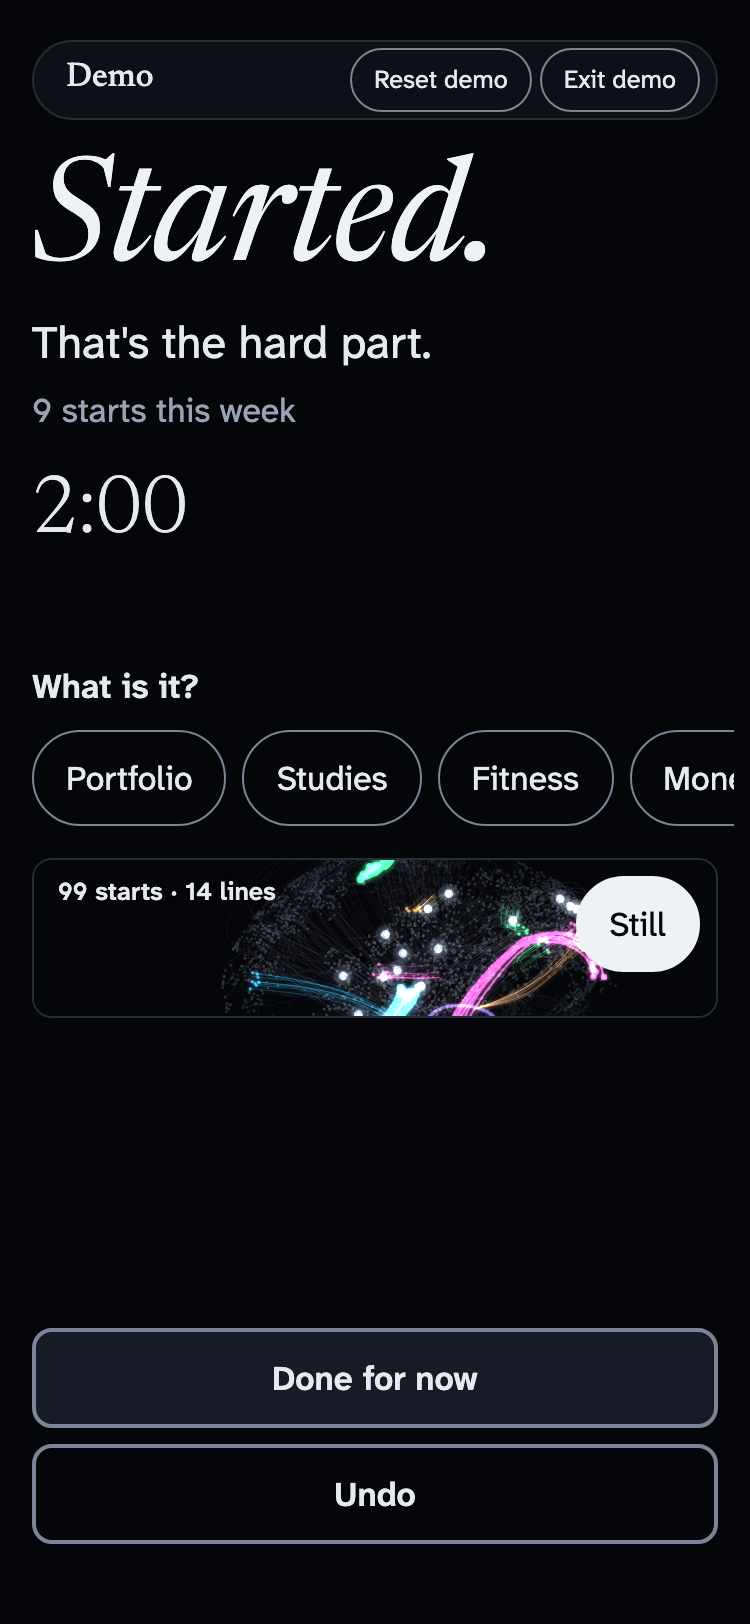 Demo
Reset demo
Exit demo
Started.
That's the hard part.
9 starts this week
2:00
What is it?
Portfolio
Studies
Fitness
99 starts · 14 lines
Still
Done for now
Undo